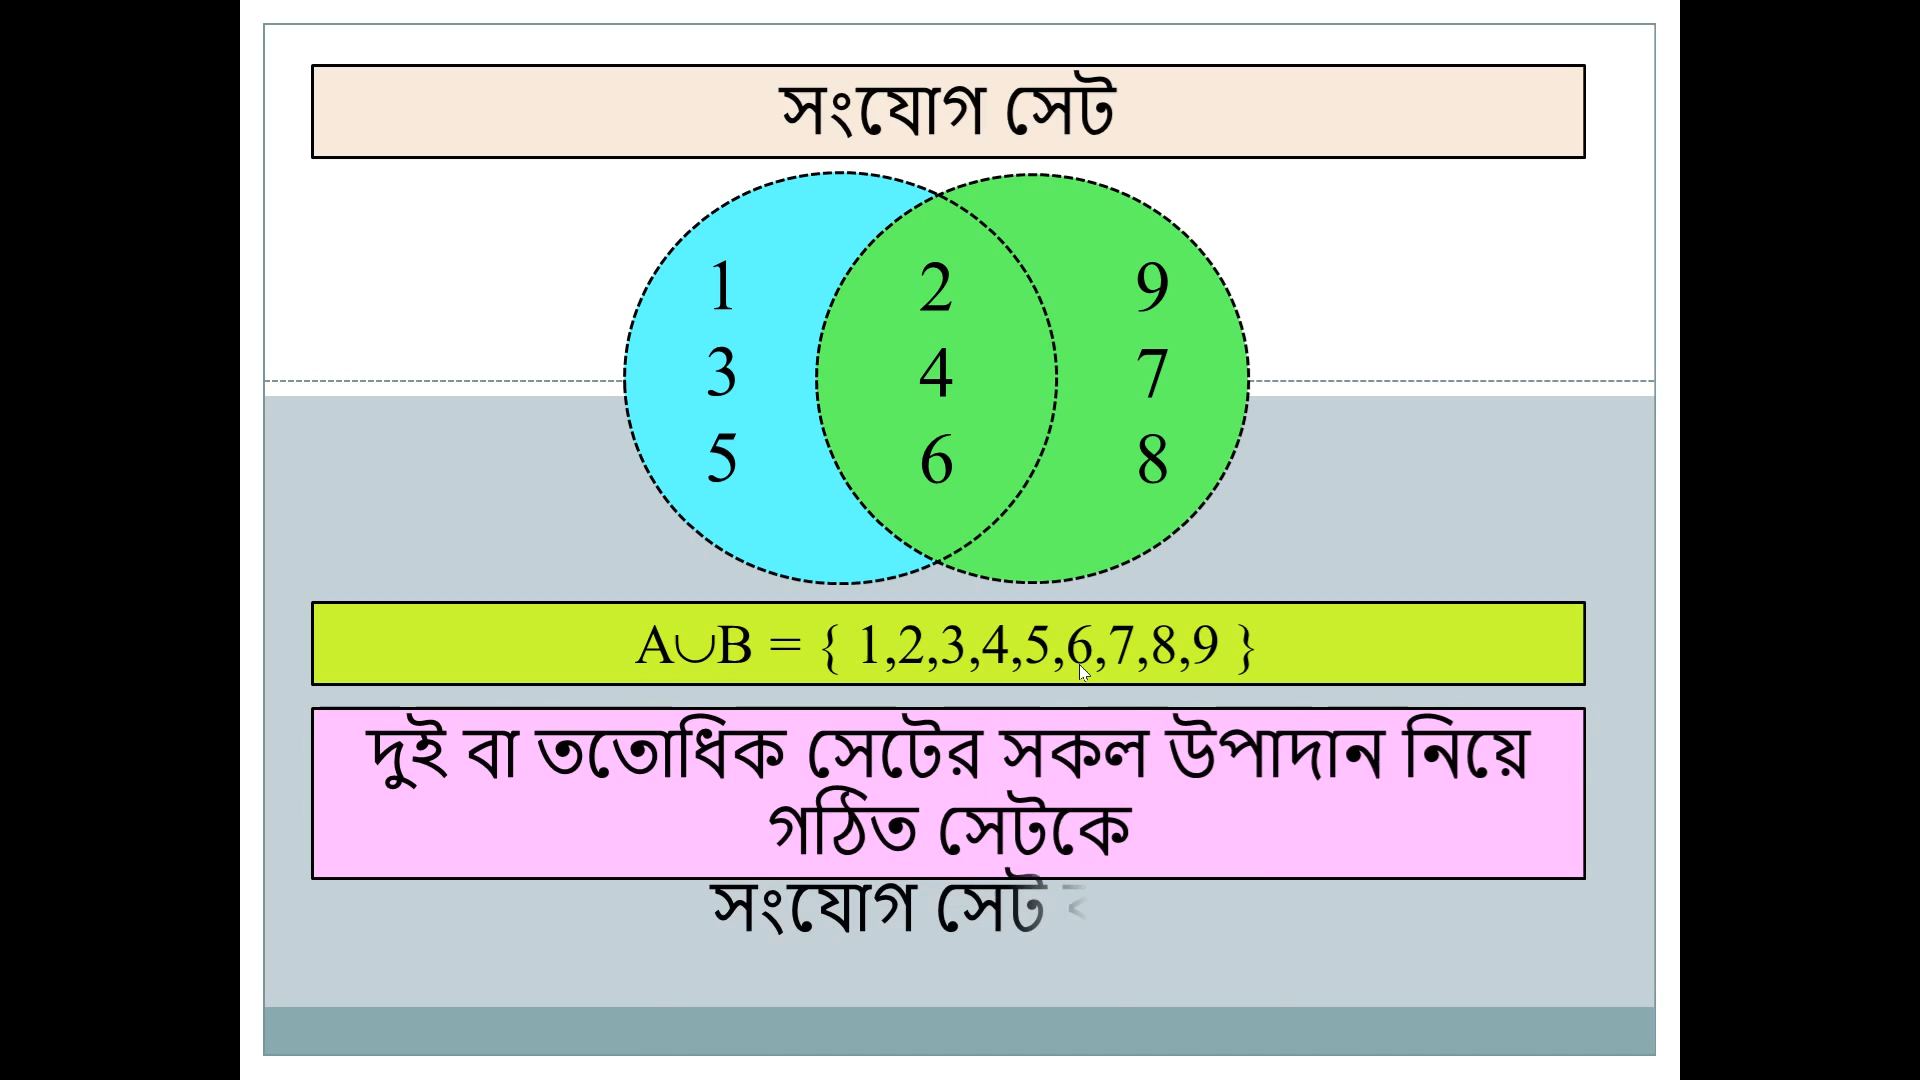 সংযোগ সেট
1 2 9
3 4 7
5 6 8
A∪B = { 1,2,3,4,5,6,7,8,9 }
দুই বা ততোধিক সেটের সকল উপাদান নিয়ে
গঠিত সেটকে
সংযোগ সেট